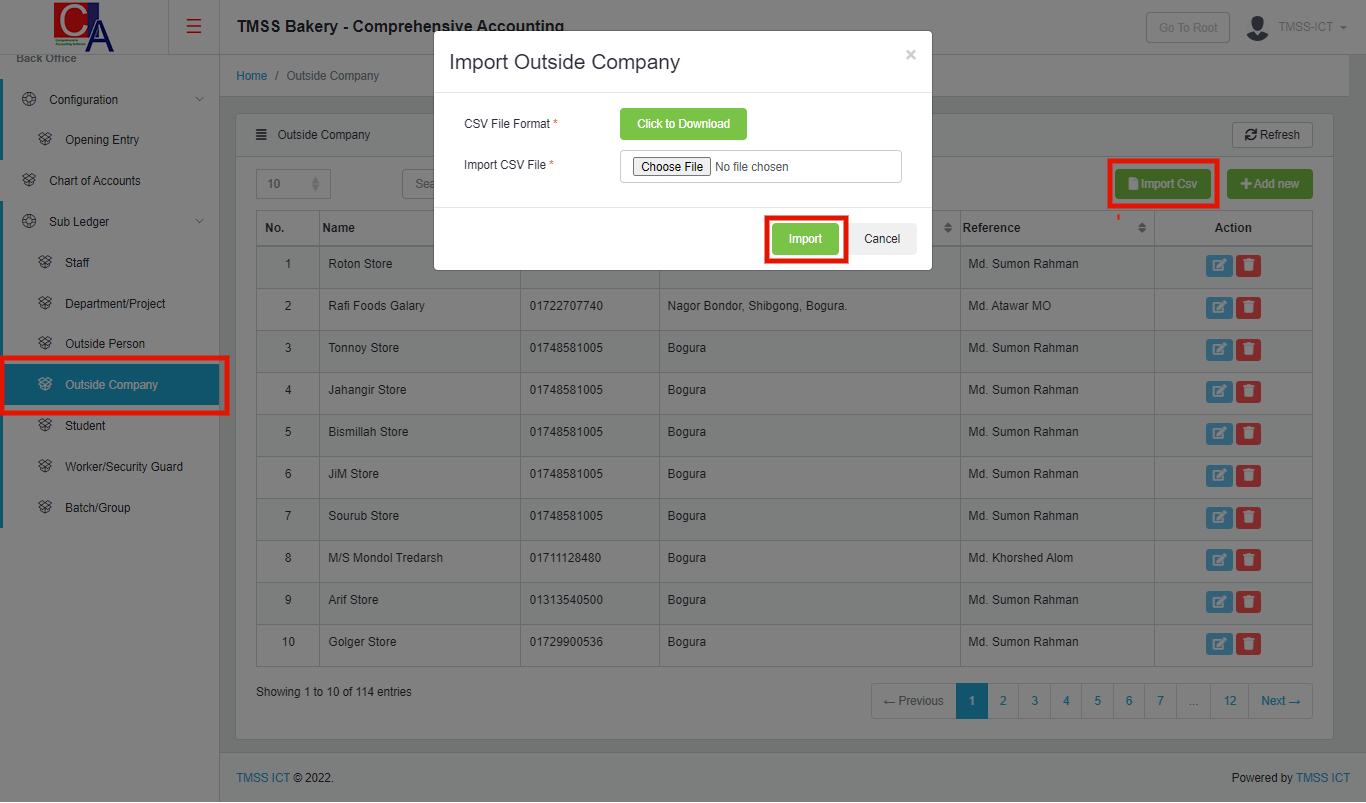 CA
Comprehensive
Accounting Software
TMSS Bakery - Comprehensive Accounting
Go To Root
TMSS-ICT
Back Office
Configuration
Opening Entry
Chart of Accounts
Sub Ledger
Staff
Department/Project
Outside Person
Outside Company
Student
Worker/Security Guard
Batch/Group
Home / Outside Company
Outside Company
Refresh
10
Sea
Import Csv
Add new
Import Outside Company
×
CSV File Format *
Click to Download
Import CSV File *
Choose File No file chosen
Import
Cancel
No. Name Reference Action
1 Roton Store Md. Sumon Rahman
2 Rafi Foods Galary 01722707740 Nagor Bondor, Shibgong, Bogura. Md. Atawar MO
3 Tonnoy Store 01748581005 Bogura Md. Sumon Rahman
4 Jahangir Store 01748581005 Bogura Md. Sumon Rahman
5 Bismillah Store 01748581005 Bogura Md. Sumon Rahman
6 JiM Store 01748581005 Bogura Md. Sumon Rahman
7 Sourub Store 01748581005 Bogura Md. Sumon Rahman
8 M/S Mondol Tredarsh 01711128480 Bogura Md. Khorshed Alom
9 Arif Store 01313540500 Bogura Md. Sumon Rahman
10 Golger Store 01729900536 Bogura Md. Sumon Rahman
Showing 1 to 10 of 114 entries
← Previous 1 2 3 4 5 6 7 ... 12 Next →
TMSS ICT © 2022.
Powered by TMSS ICT